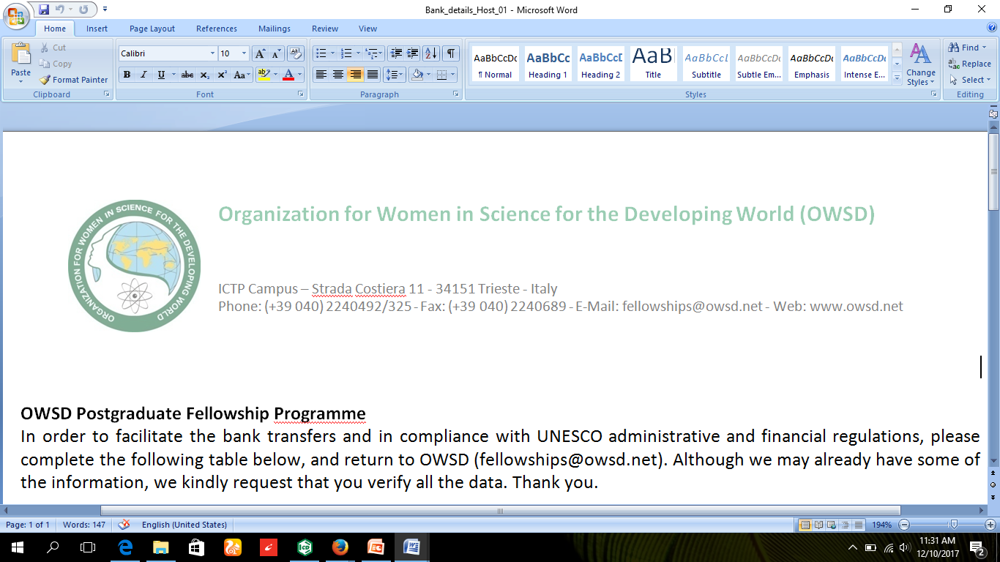 Bank_details_Host_01 - Microsoft Word
Home Insert Page Layout References Mailings Review View
Paste
Cut
Copy
Format Painter
Clipboard
Calibri 10
B I U abc x₂ x² Aa ab A
Font
Paragraph
AaBbCcDc AaBbCc AaBbCcD AaB AaBbCcL AaBbCcDc AaBbCcDc AaBbCcDc
¶ Normal Heading 1 Heading 2 Title Subtitle Subtle Em... Emphasis Intense E...
Styles
Change
Styles
Find
Replace
Select
Editing
ORGANIZATION FOR WOMEN IN SCIENCE FOR THE DEVELOPING WORLD
Organization for Women in Science for the Developing World (OWSD)
ICTP Campus – Strada Costiera 11 - 34151 Trieste - Italy
Phone: (+39 040) 2240492/325 - Fax: (+39 040) 2240689 - E-Mail: fellowships@owsd.net - Web: www.owsd.net
OWSD Postgraduate Fellowship Programme
In order to facilitate the bank transfers and in compliance with UNESCO administrative and financial regulations, please
complete the following table below, and return to OWSD (fellowships@owsd.net). Although we may already have some of
the information, we kindly request that you verify all the data. Thank you.
Page: 1 of 1 Words: 147 English (United States) 194%
11:31 AM
12/10/2017
2